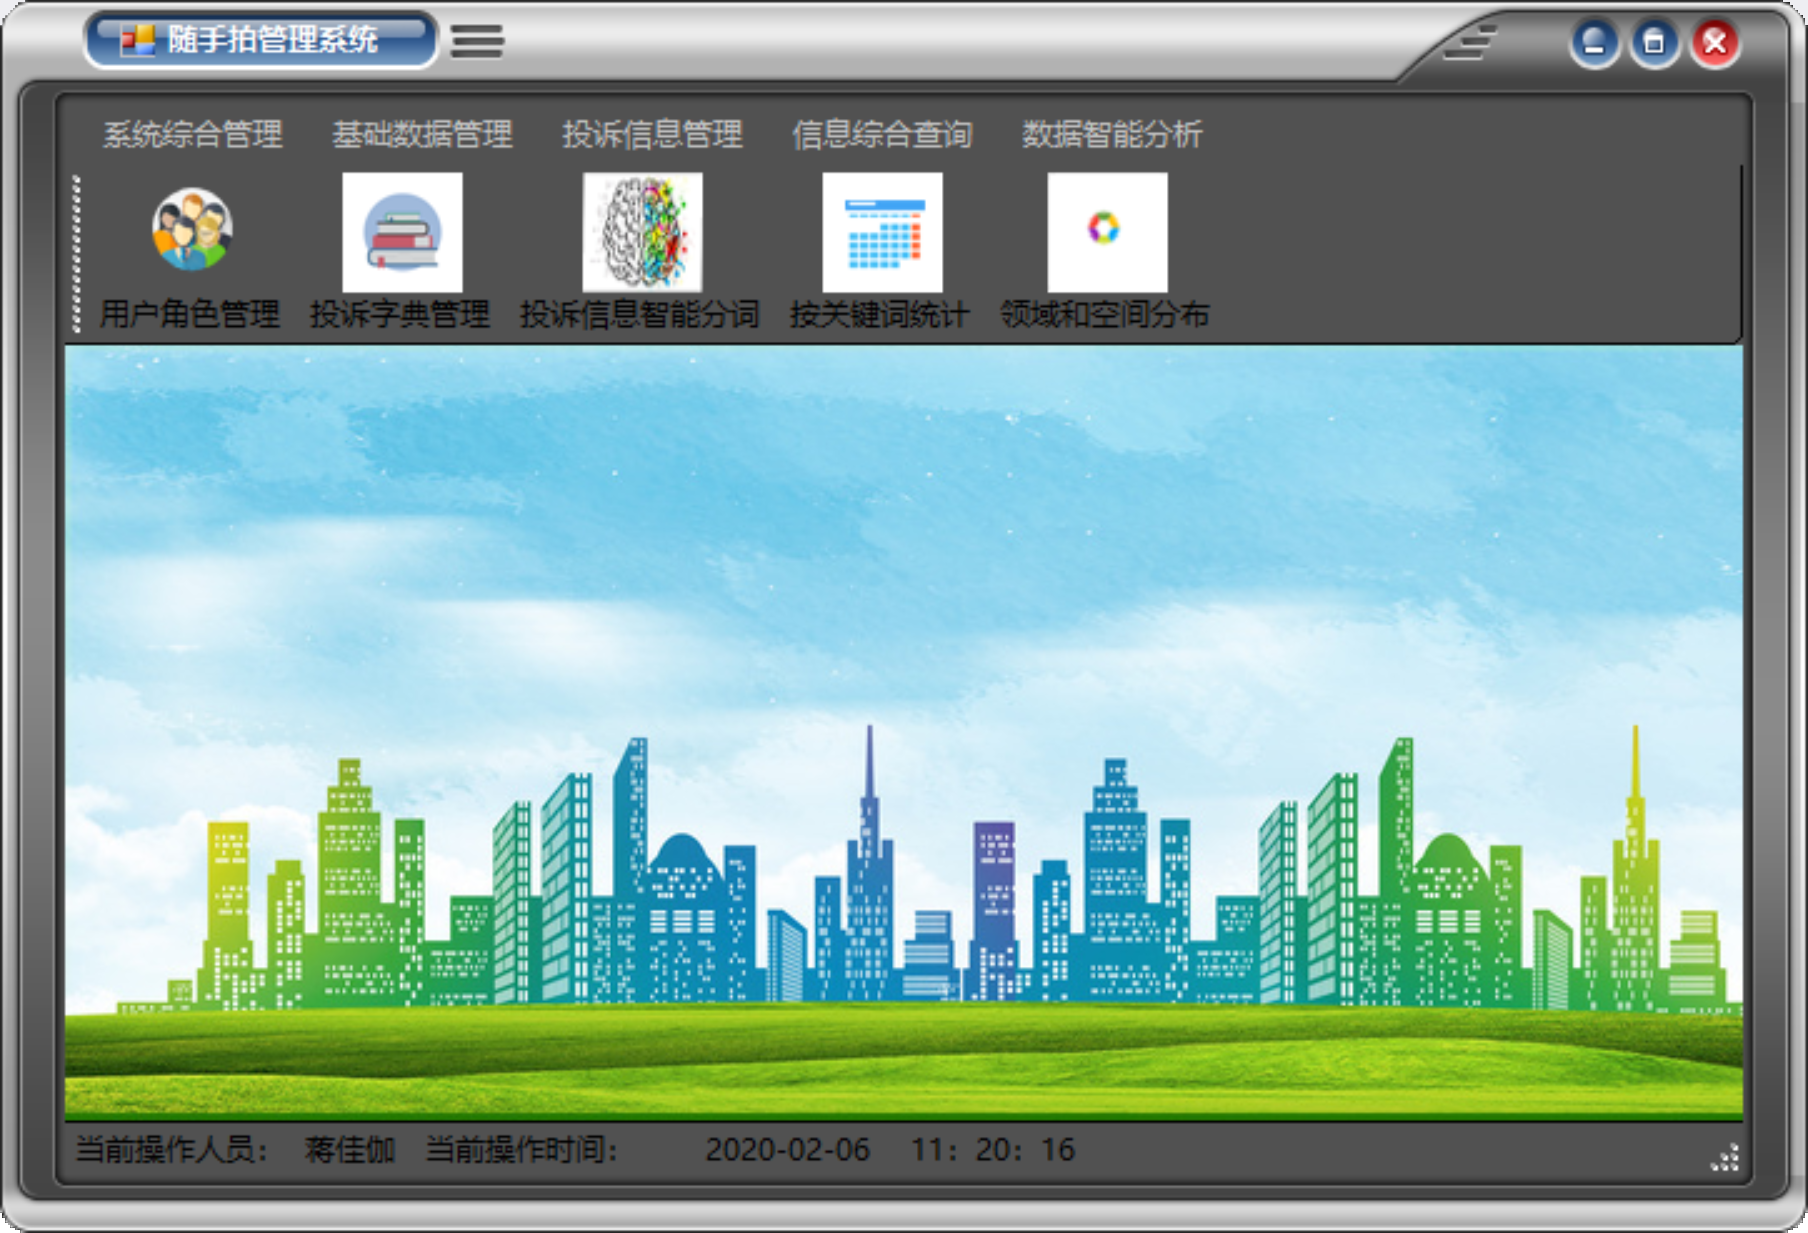 随手拍管理系统
系统综合管理 基础数据管理 投诉信息管理 信息综合查询 数据智能分析
用户角色管理 投诉字典管理 投诉信息智能分词 按关键词统计 领域和空间分布
当前操作人员： 蒋佳伽 当前操作时间： 2020-02-06 11：20：16